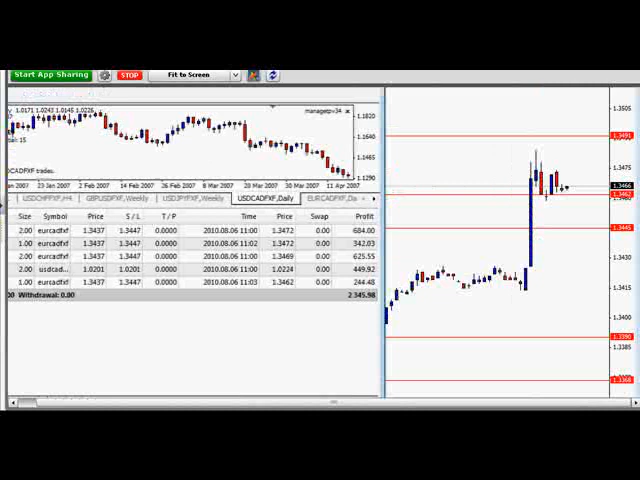 Start App Sharing STOP Fit to Screen
1.0171 1.0243 1.0145 1.0226 managetpv34
1.1810
1.1640
1.1465
1.1290
2007 23 Jan 2007 2 Feb 2007 14 Feb 2007 26 Feb 2007 8 Mar 2007 20 Mar 2007 30 Mar 2007 11 Apr 2007
USDCHFFXF,H4 GBPUSDFXF,Weekly USDJPYFXF,Weekly USDCADFXF,Daily EURCADFXF,Da
Size Symbol Price S / L T / P Time Price Swap Profit
2.00 eurcadfxf 1.3437 1.3447 0.0000 2010.08.06 11:00 1.3472 0.00 684.00
1.00 eurcadfxf 1.3437 1.3447 0.0000 2010.08.06 11:02 1.3472 0.00 342.03
2.00 eurcadfxf 1.3437 1.3447 0.0000 2010.08.06 11:00 1.3469 0.00 625.55
2.00 usdcad... 1.0201 1.0201 0.0000 2010.08.06 11:00 1.0224 0.00 449.92
1.00 eurcadfxf 1.3437 1.3447 0.0000 2010.08.06 11:03 1.3462 0.00 244.48
Withdrawal: 0.00 2 345.98
1.3505
1.3491
1.3475
1.3466
1.3462
1.3445
1.3430
1.3415
1.3400
1.3390
1.3385
1.3368